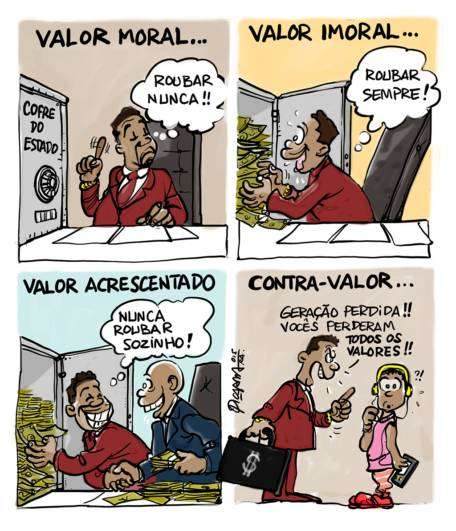 VALOR MORAL...
ROUBAR
NUNCA!!
COFRE
DO
ESTADO
VALOR IMORAL...
ROUBAR
SEMPRE!
VALOR ACRESCENTADO
NUNCA
ROUBAR
SOZINHO!
CONTRA-VALOR...
GERAÇÃO PERDIDA!!
VOCÊS PERDERAM
TODOS OS
VALORES!!
?!
$